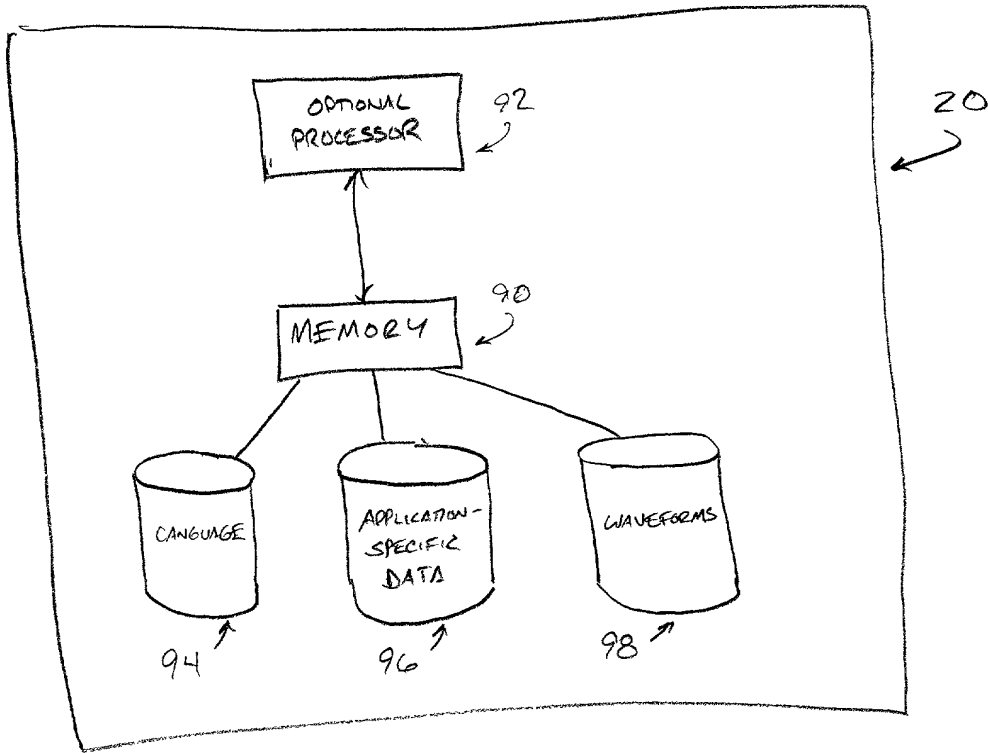 OPTIONAL
PROCESSOR
92
20
MEMORY
90
LANGUAGE
APPLICATION-
SPECIFIC
DATA
WAVEFORMS
94
96
98